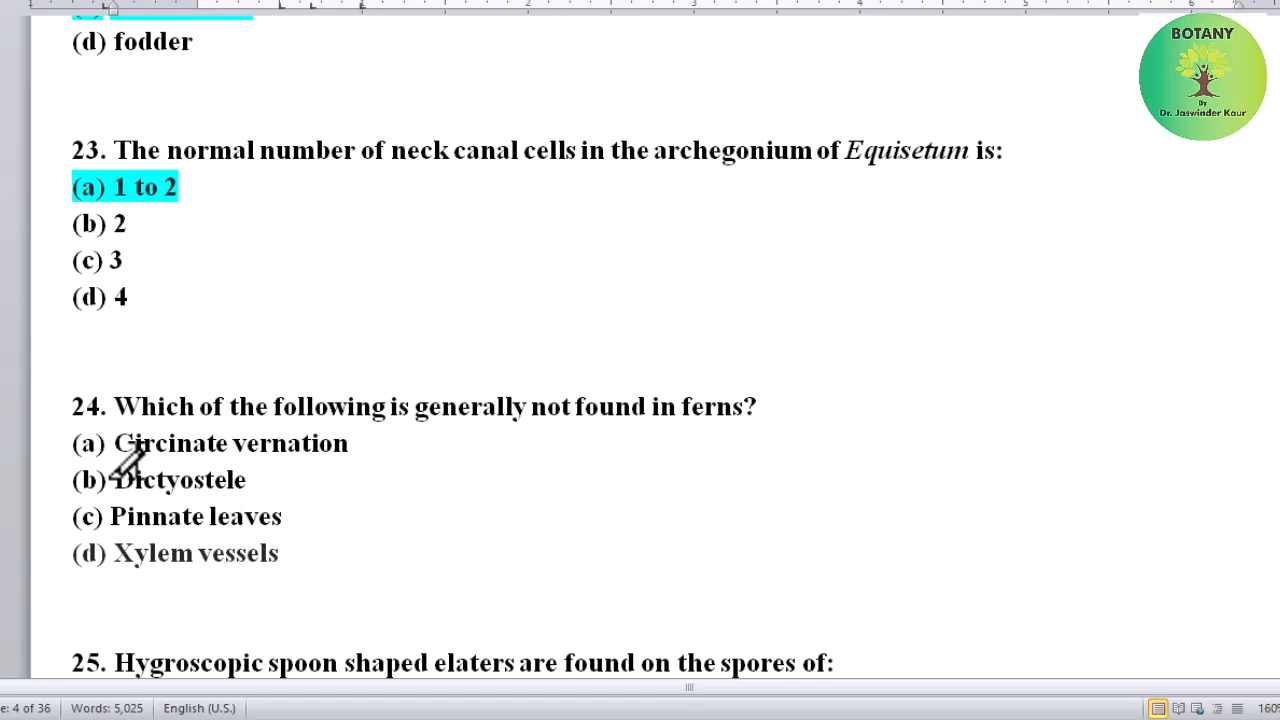 (d) fodder
BOTANY
By
Dr. Jaswinder Kaur
23. The normal number of neck canal cells in the archegonium of Equisetum is:
(a) 1 to 2
(b) 2
(c) 3
(d) 4
24. Which of the following is generally not found in ferns?
(a) Circinate vernation
(b) Dictyostele
(c) Pinnate leaves
(d) Xylem vessels
25. Hygroscopic spoon shaped elaters are found on the spores of:
e: 4 of 36 Words: 5,025 English (U.S.) 160%